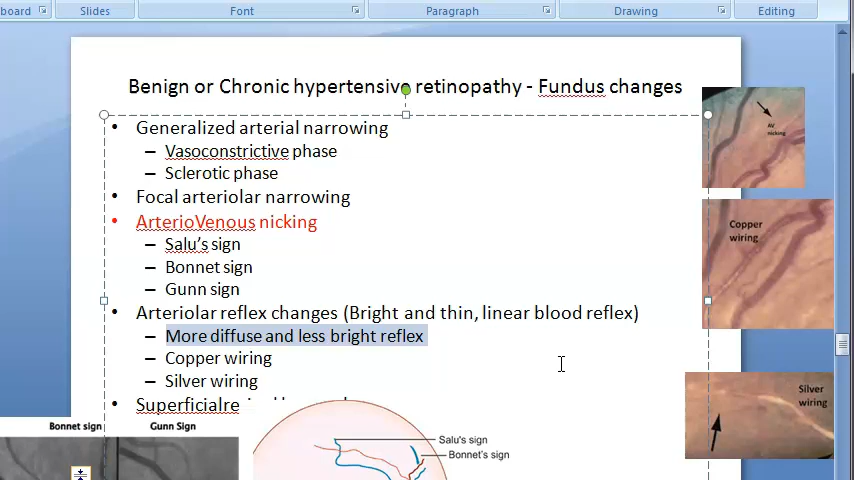 board
Slides
Font
Paragraph
Drawing
Editing
Benign or Chronic hypertensive retinopathy - Fundus changes
• Generalized arterial narrowing
– Vasoconstrictive phase
– Sclerotic phase
• Focal arteriolar narrowing
• ArterioVenous nicking
– Salu's sign
– Bonnet sign
– Gunn sign
• Arteriolar reflex changes (Bright and thin, linear blood reflex)
– More diffuse and less bright reflex
– Copper wiring
– Silver wiring
• Superficialre
AV
nicking
Copper
wiring
Silver
wiring
Bonnet sign
Gunn Sign
Salu's sign
Bonnet's sign